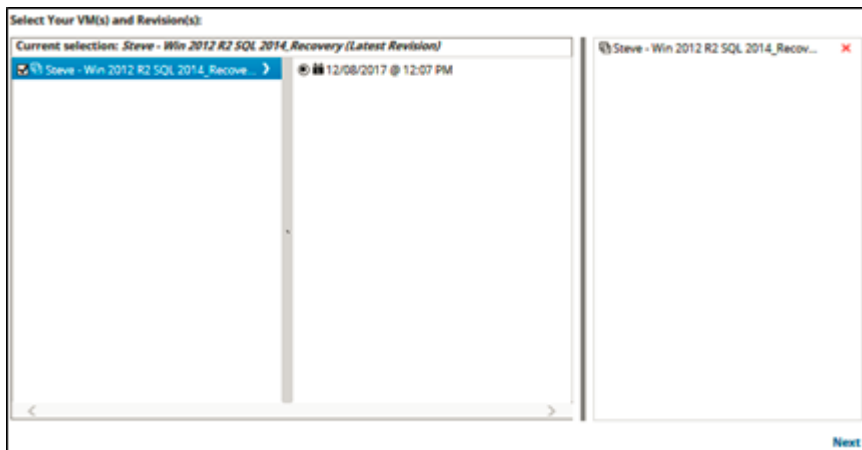 Select Your VM(s) and Revision(s):
Current selection: Steve - Win 2012 R2 SQL 2014_Recovery (Latest Revision)
Steve - Win 2012 R2 SQL 2014_Recove...
12/08/2017 @ 12:07 PM
Steve - Win 2012 R2 SQL 2014_Recov...
Next